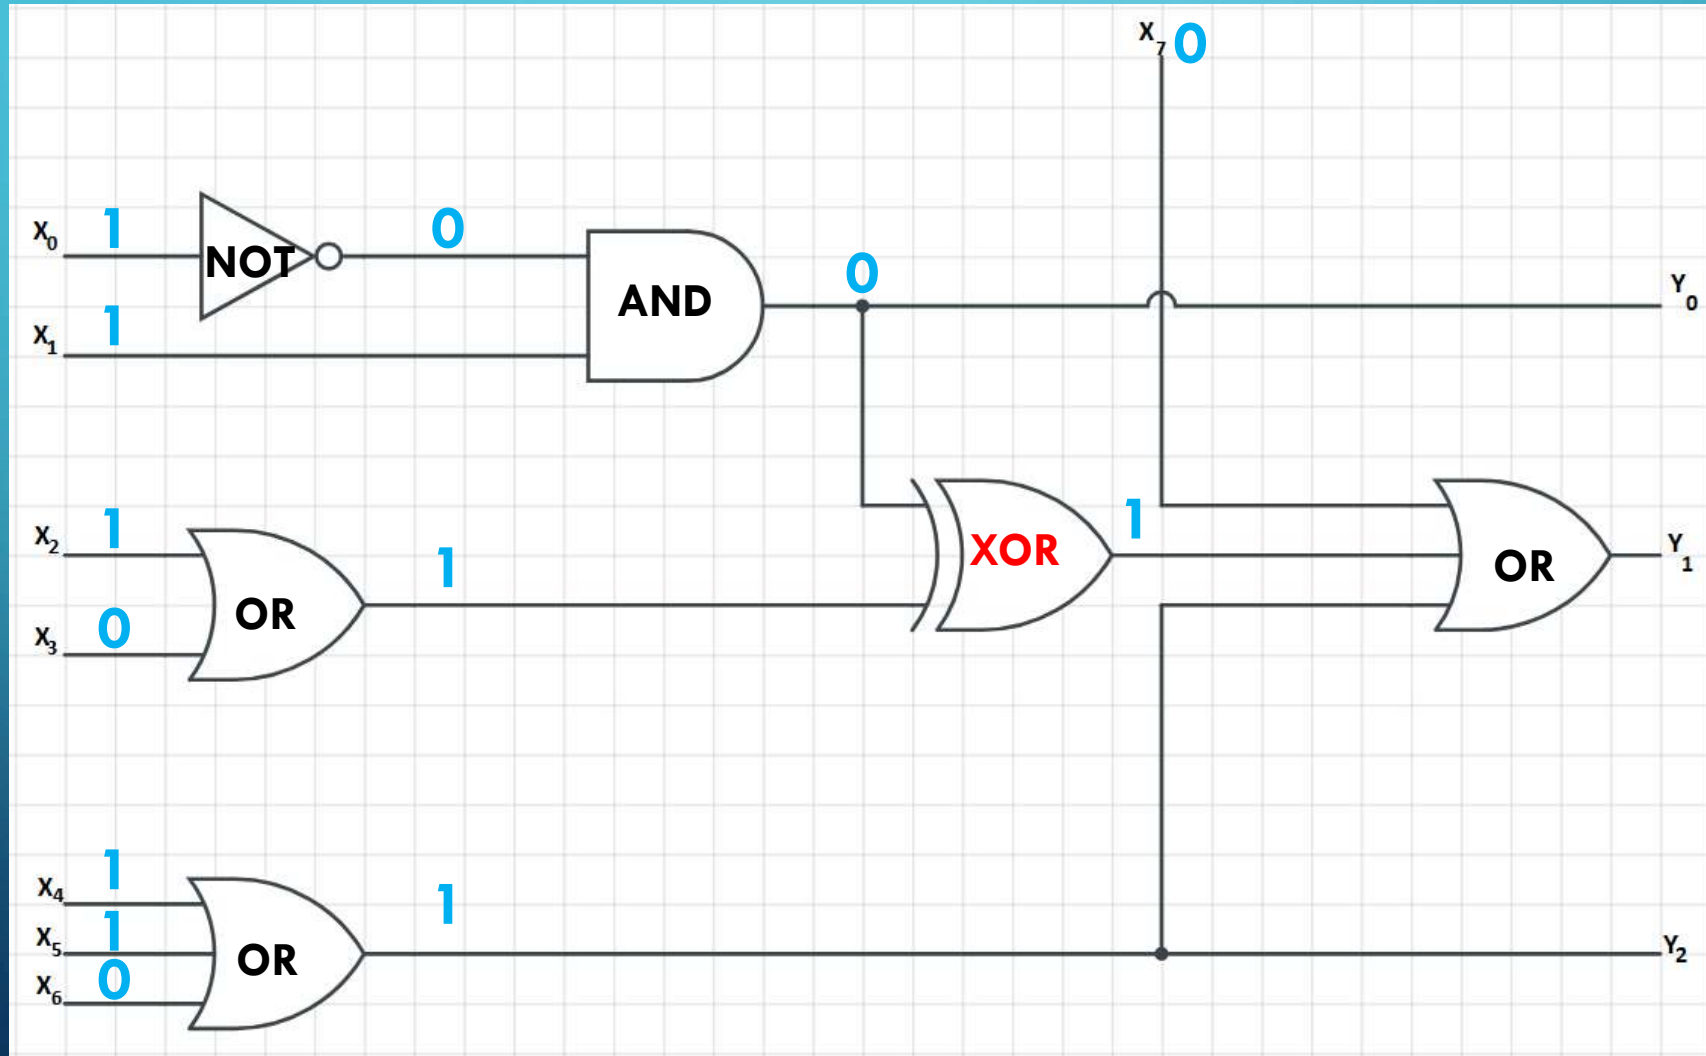 X7 0
X0 1 NOT 0
AND
0
Y0
X1 1
X2 1
OR
1
X3 0
XOR
1
OR
Y1
X4 1
X5 1
X6 0
OR
1
Y2